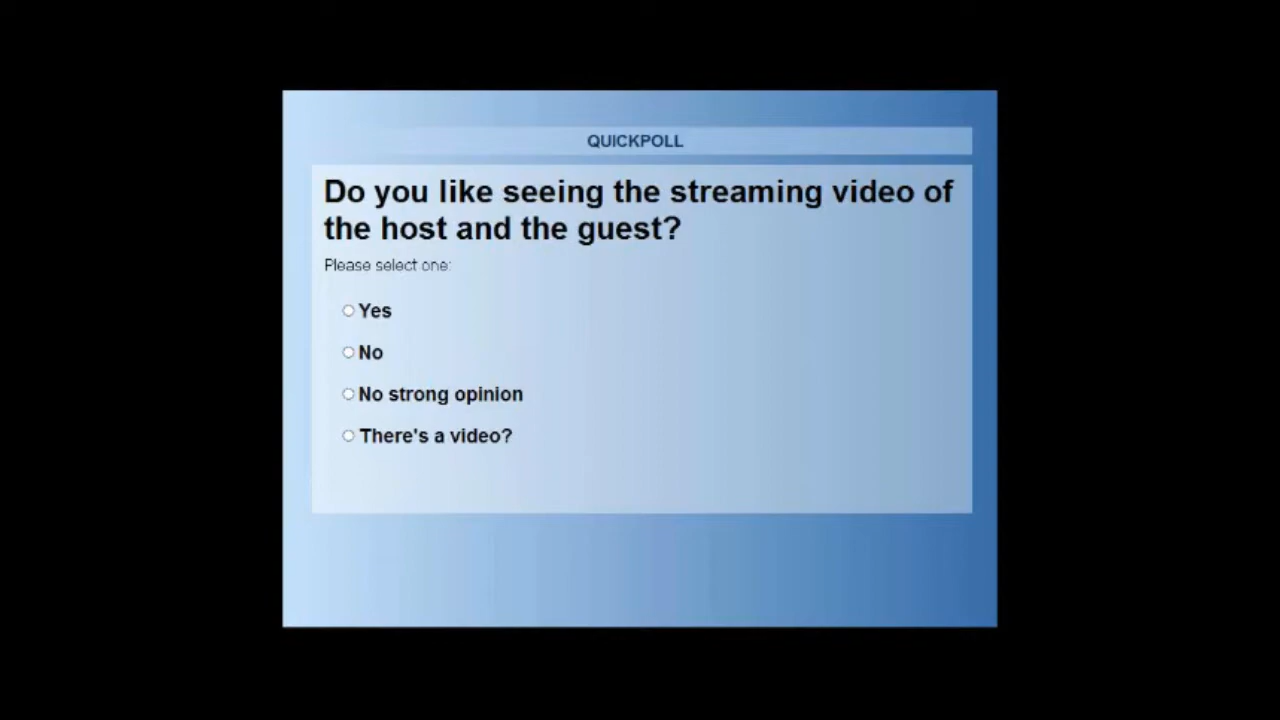 QUICKPOLL
Do you like seeing the streaming video of
the host and the guest?
Please select one:
Yes
No
No strong opinion
There's a video?